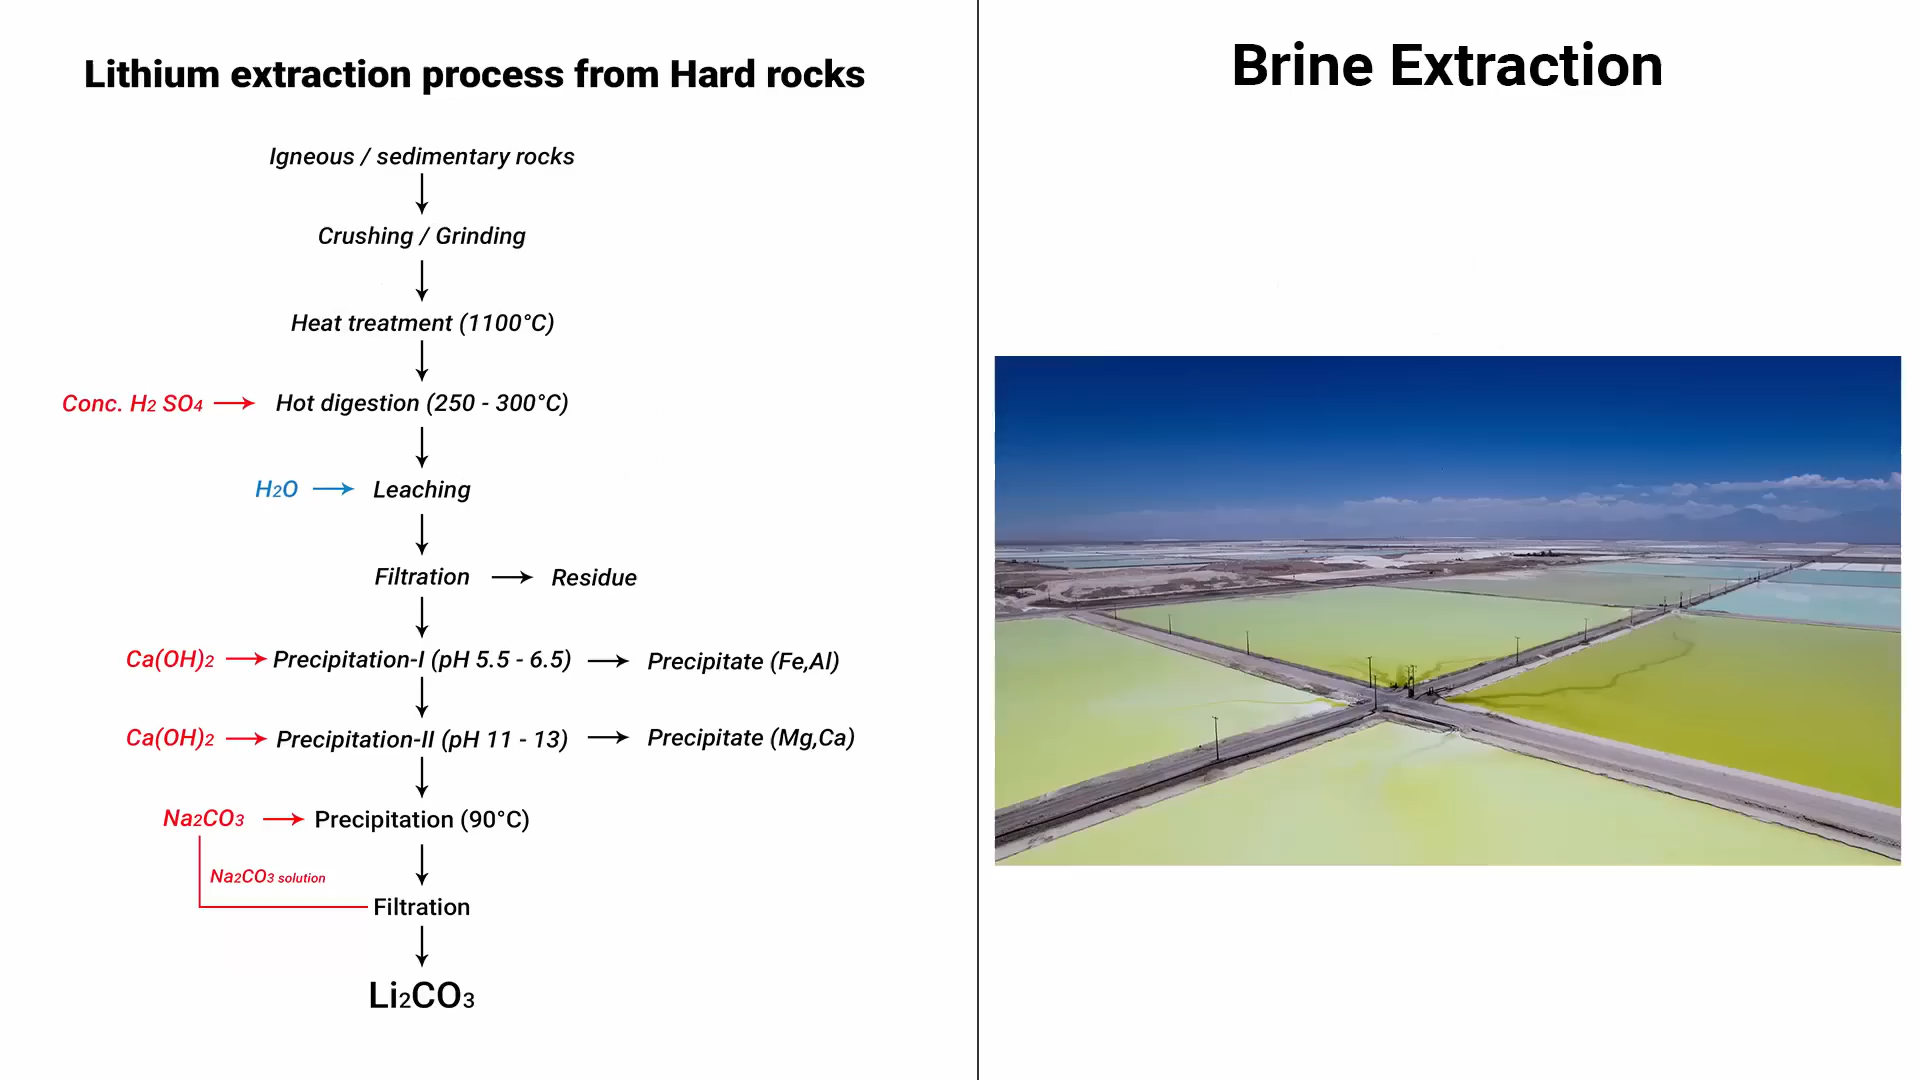 Lithium extraction process from Hard rocks
Igneous / sedimentary rocks
Crushing / Grinding
Heat treatment (1100°C)
Conc. H2 SO4 → Hot digestion (250 - 300°C)
H2O → Leaching
Filtration → Residue
Ca(OH)2 → Precipitation-I (pH 5.5 - 6.5) → Precipitate (Fe,Al)
Ca(OH)2 → Precipitation-II (pH 11 - 13) → Precipitate (Mg,Ca)
Na2CO3 → Precipitation (90°C)
Na2CO3 solution
Filtration
Li2CO3
Brine Extraction